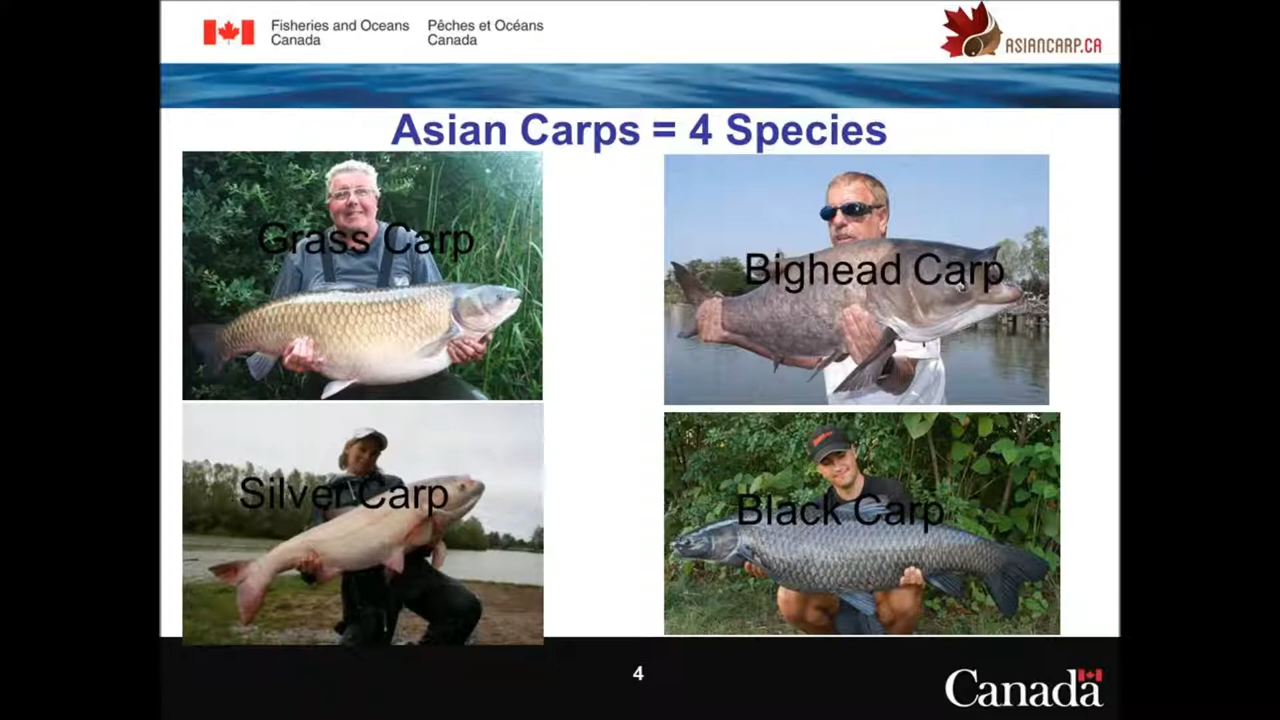 Fisheries and Oceans
Canada
Pêches et Océans
Canada
ASIANCARP.CA
Asian Carps = 4 Species
Grass Carp
Bighead Carp
Silver Carp
Black Carp
4
Canada